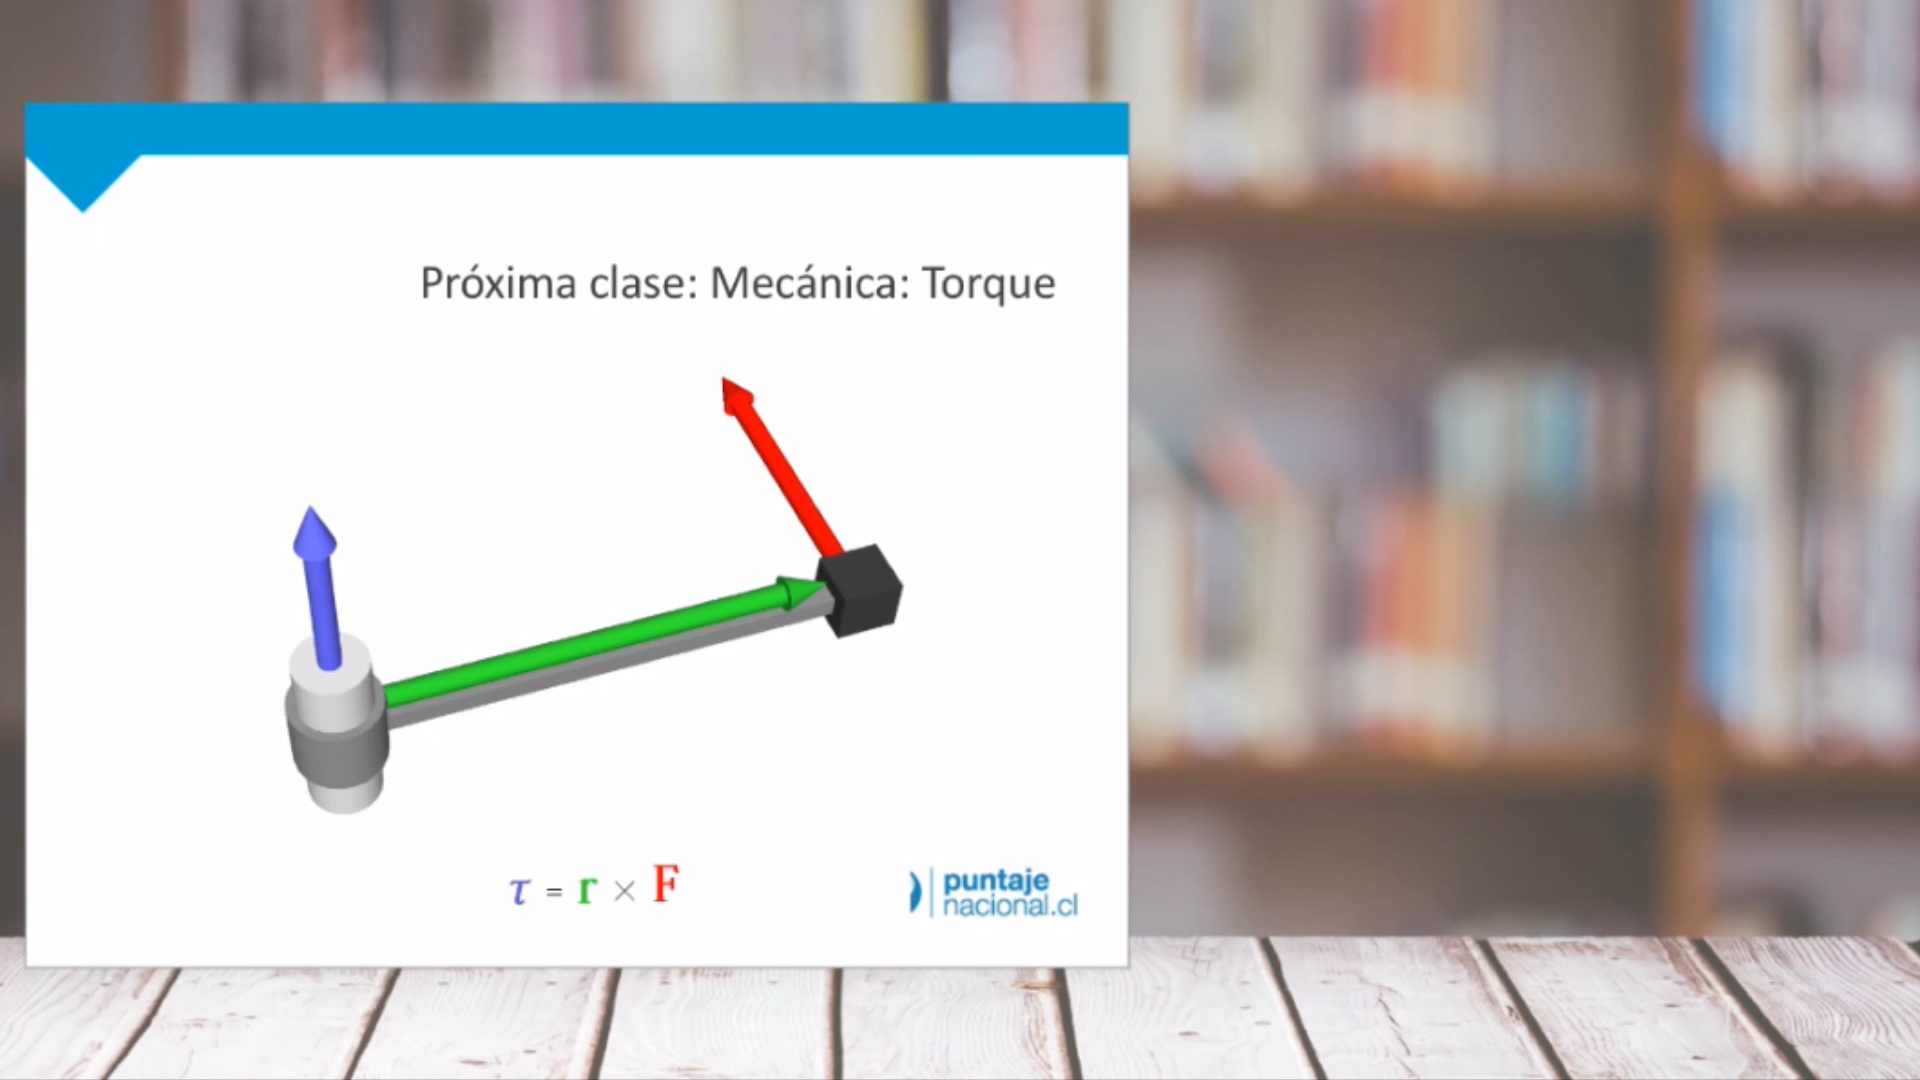 Próxima clase: Mecánica: Torque
τ = r × F
puntaje
nacional.cl